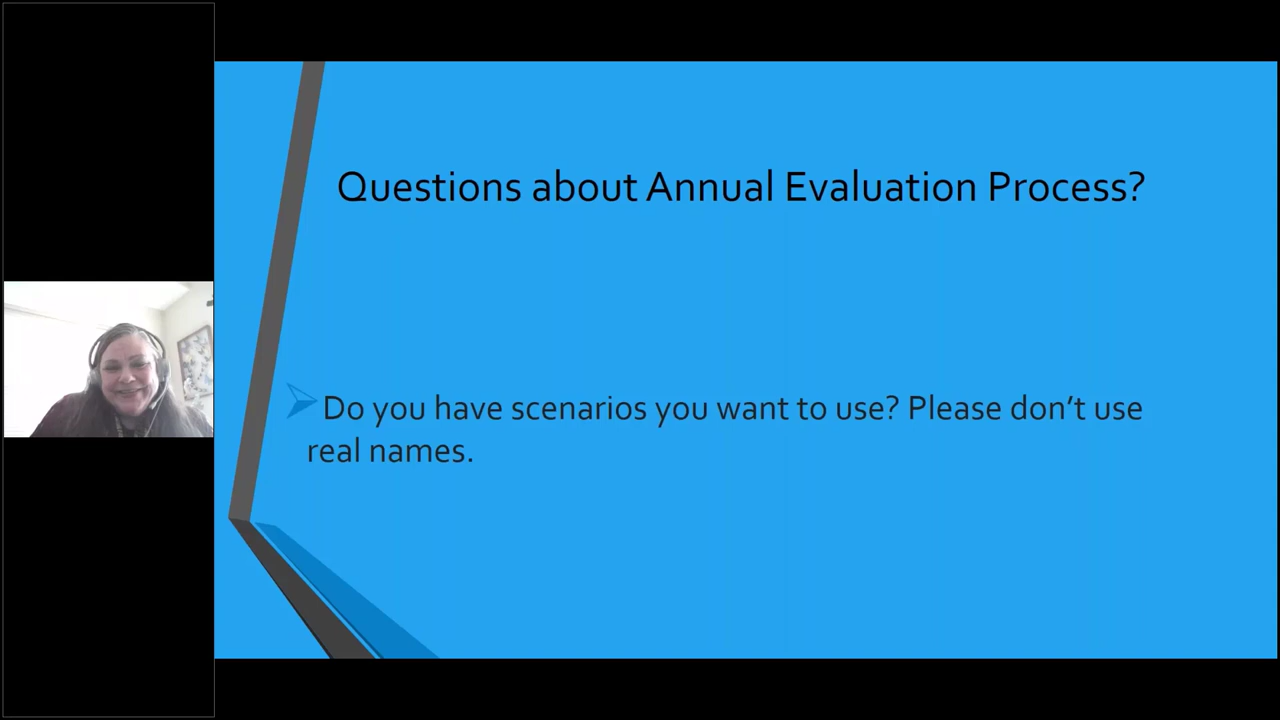 Questions about Annual Evaluation Process?
Do you have scenarios you want to use? Please don’t use
real names.